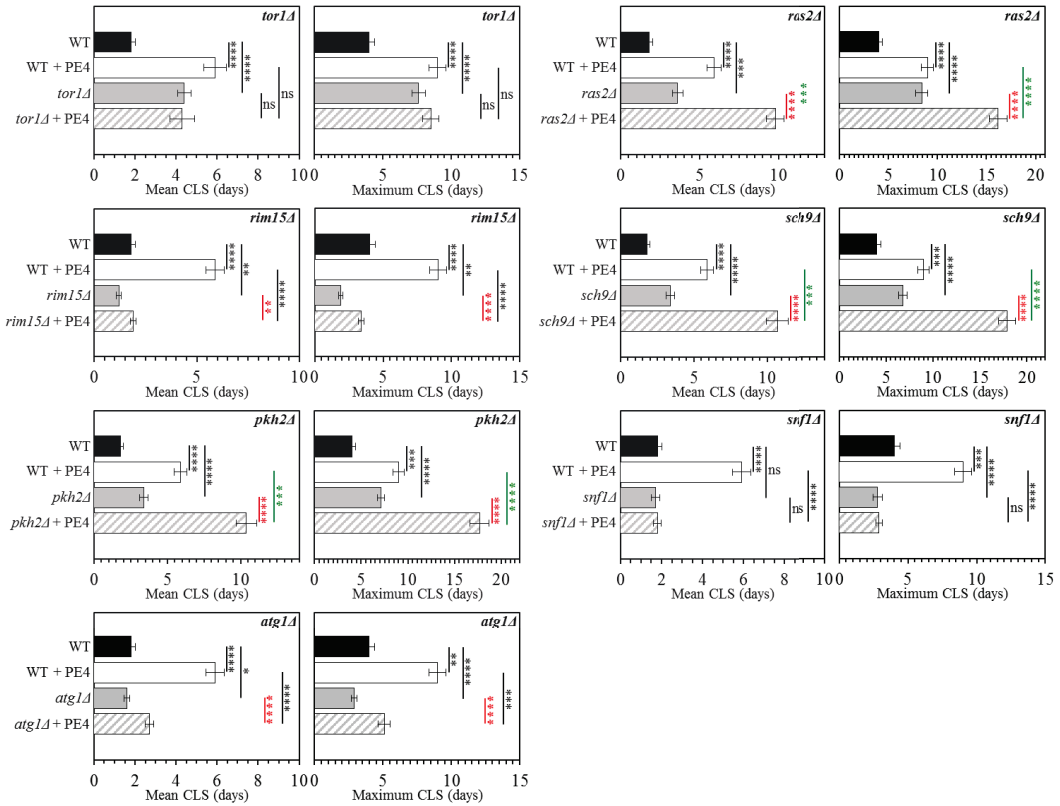 tor1Δ
tor1Δ
WT
WT + PE4
tor1Δ
tor1Δ + PE4
**** **** ns ns
**** **** ns ns
0 2 4 6 8 10
0 5 10 15
Mean CLS (days)
Maximum CLS (days)
ras2Δ
ras2Δ
WT
WT + PE4
ras2Δ
ras2Δ + PE4
**** *** **** ***
**** **** **** ****
0 5 10
0 5 10 15 20
Mean CLS (days)
Maximum CLS (days)
rim15Δ
rim15Δ
WT
WT + PE4
rim15Δ
rim15Δ + PE4
**** ** ** ****
**** ** **** ****
0 5 10
0 5 10 15
Mean CLS (days)
Maximum CLS (days)
sch9Δ
sch9Δ
WT
WT + PE4
sch9Δ
sch9Δ + PE4
**** **** **** ***
*** **** **** ****
0 5 10
0 5 10 15 20
Mean CLS (days)
Maximum CLS (days)
pkh2Δ
pkh2Δ
WT
WT + PE4
pkh2Δ
pkh2Δ + PE4
**** **** **** ***
*** **** **** ****
0 5 10
0 5 10 15 20
Mean CLS (days)
Maximum CLS (days)
snf1Δ
snf1Δ
WT
WT + PE4
snf1Δ
snf1Δ + PE4
**** ns ns ****
*** **** ns ****
0 2 4 6 8 10
0 5 10 15
Mean CLS (days)
Maximum CLS (days)
atg1Δ
atg1Δ
WT
WT + PE4
atg1Δ
atg1Δ + PE4
**** * **** ****
** **** **** ***
0 2 4 6 8 10
0 5 10 15
Mean CLS (days)
Maximum CLS (days)